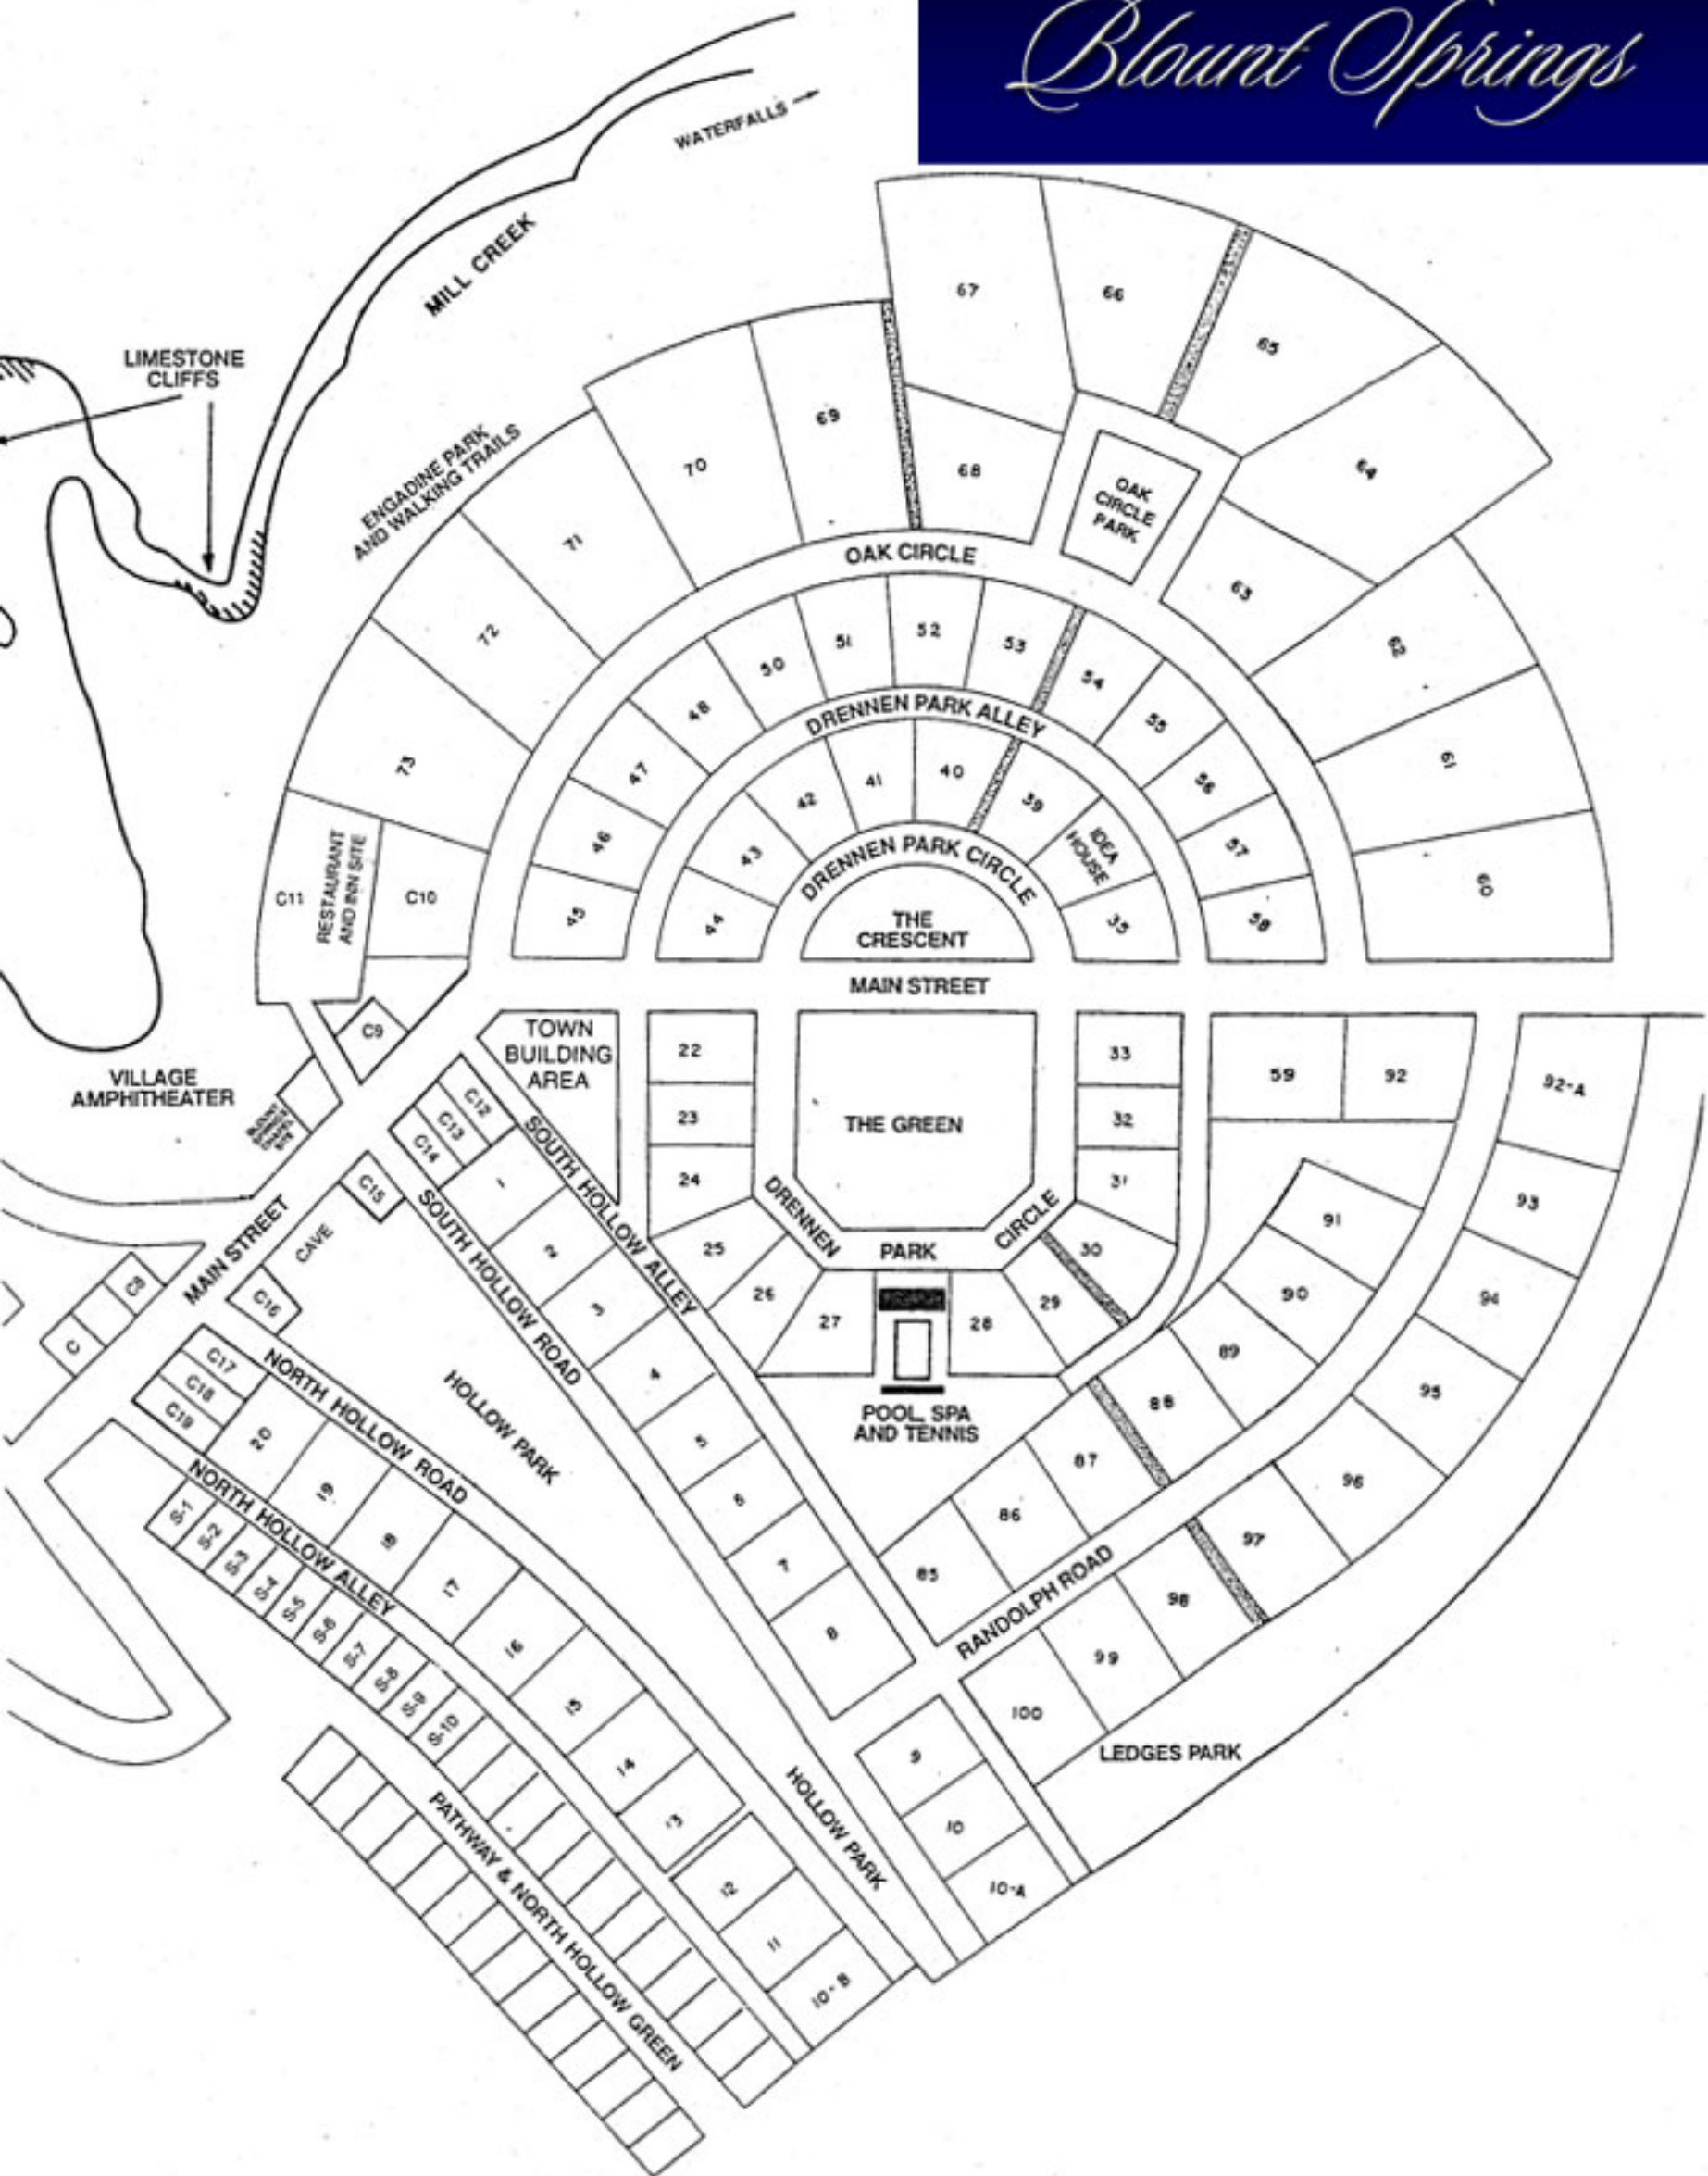 Blount Springs
WATERFALLS
MILL CREEK
LIMESTONE
CLIFFS
ENGADINE PARK
AND WALKING TRAILS
67
66
65
64
69
70
68
OAK
CIRCLE
PARK
63
71
OAK CIRCLE
72
62
73
61
60
50
51
52
53
54
48
55
47
56
46
57
45
58
DRENNEN PARK ALLEY
42
41
40
39
43
IDEA
HOUSE
44
35
DRENNEN PARK CIRCLE
THE
CRESCENT
C11
RESTAURANT
AND INN SITE
C10
MAIN STREET
C9
TOWN
BUILDING
AREA
22
33
59
92
92-A
VILLAGE
AMPHITHEATER
23
THE GREEN
32
24
31
93
C12
C13
C14
SOUTH HOLLOW ALLEY
C15
1
SOUTH HOLLOW ROAD
DRENNEN
PARK
CIRCLE
25
30
91
MAIN STREET
CAVE
2
26
29
90
94
C8
C
C16
3
27
28
89
C17
C18
C19
NORTH HOLLOW ROAD
HOLLOW PARK
4
POOL, SPA
AND TENNIS
88
95
20
5
87
96
19
NORTH HOLLOW ALLEY
6
86
97
S-1
S-2
S-3
S-4
S-5
S-6
S-7
S-8
S-9
S-10
18
7
85
RANDOLPH ROAD
98
17
8
99
16
100
15
LEDGES PARK
14
9
13
HOLLOW PARK
10
12
10-A
11
10-B
PATHWAY & NORTH HOLLOW GREEN